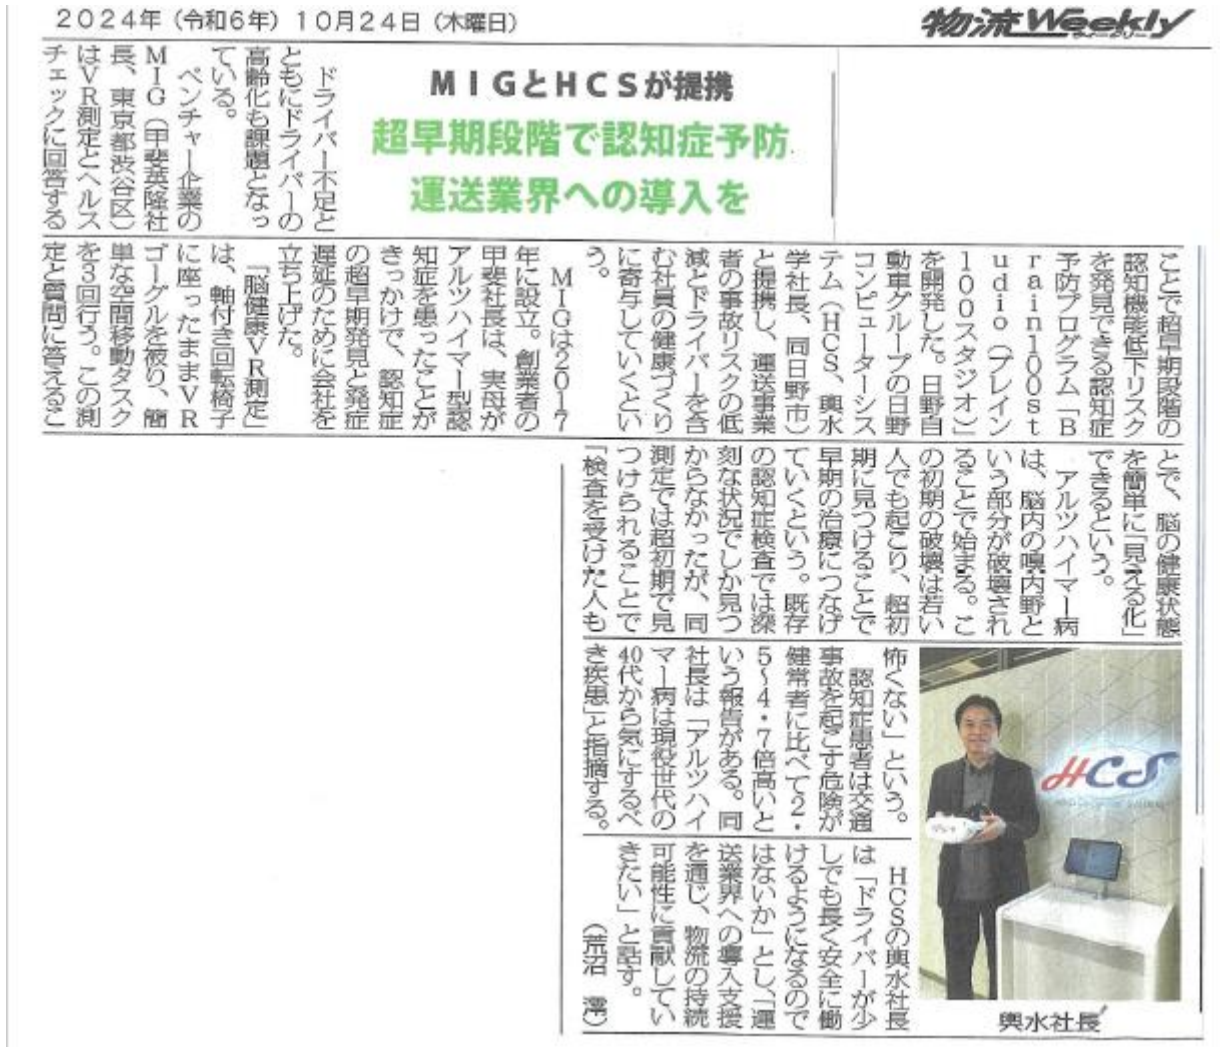 2024年（令和6年）10月24日（木曜日）
物流Weekly
ウィークリー
MIGとHCSが提携
超早期段階で認知症予防
運送業界への導入を
ドライバー不足と
ともにドライバーの
高齢化も課題となっ
ている。
ベンチャー企業の
MIG（甲斐英隆社
長、東京都渋谷区）
はVR測定とヘルス
チェックに回答する
ことで超早期段階の
認知機能低下リスク
を発見できる認知症
予防プログラム「B
rain100st
udio（ブレイン
100スタジオ）」
を開発した。日野自
動車グループの日野
コンピューターシス
テム（HCS、輿水
学社長、同日野市）
と提携し、運送事業
者の事故リスクの低
減とドライバーを含
む社員の健康づくり
に寄与していくとい
う。
MIGは2017
年に設立。創業者の
甲斐社長は、実母が
アルツハイマー型認
知症を患ったことが
きっかけで、認知症
の超早期発見と発症
遅延のために会社を
立ち上げた。
「脳健康VR測定」
は、軸付き回転椅子
に座ったままVR
ゴーグルを被り、簡
単な空間移動タスク
を3回行う。この測
定と質問に答えるこ
とで、脳の健康状態
を簡単に「見える化」
できるという。
アルツハイマー病
は、脳内の嗅内野と
いう部分が破壊され
ることで始まる。こ
の初期の破壊は若い
人でも起こり、超初
期に見つけることで
早期の治療につなげ
ていくという。既存
の認知症検査では深
刻な状況でしか見つ
からなかったが、同
測定では超初期で見
つけられることで
「検査を受けた人も
怖くない」という。
認知症患者は交通
事故を起こす危険が
健常者に比べて2・
5〜4・7倍高いと
いう報告がある。同
社長は「アルツハイ
マー病は現役世代の
40代から気にするべ
き疾患」と指摘する。
HCSの輿水社長
は「ドライバーが少
しでも長く安全に働
けるようになるので
はないか」とし、「運
送業界への導入支援
を通じ、物流の持続
可能性に貢献してい
きたい」と話す。
（荒沼　澪）
HCS
輿水社長